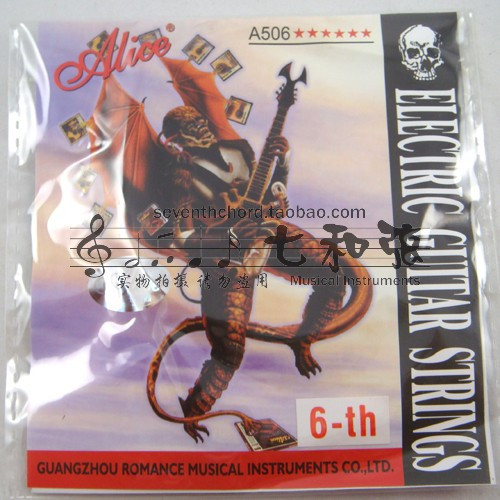 Alice®
A506★★★★★★
ELECTRIC GUITAR STRINGS
seventhchord.taobao.com
七和弦
实物拍摄 请勿盗用
Musical Instruments
6-th
GUANGZHOU ROMANCE MUSICAL INSTRUMENTS CO.,LTD.